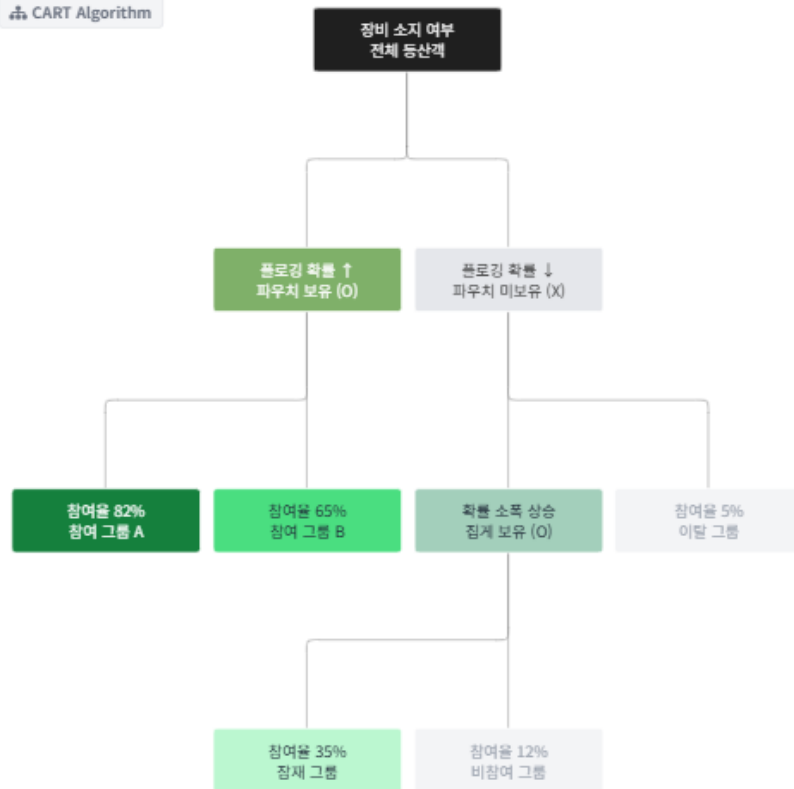 CART Algorithm
장비 소지 여부
전체 등산객
플로깅 확률 ↑
파우치 보유 (O)
플로깅 확률 ↓
파우치 미보유 (X)
참여율 82%
참여 그룹 A
참여율 65%
참여 그룹 B
확률 소폭 상승
집게 보유 (O)
참여율 5%
이탈 그룹
참여율 35%
잠재 그룹
참여율 12%
비참여 그룹